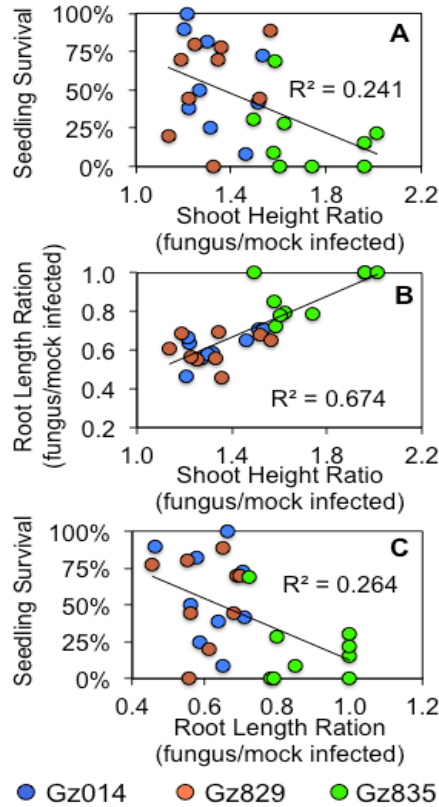 A
Seedling Survival
100%
75%
50%
25%
0%
R² = 0.241
1.0 1.4 1.8 2.2
Shoot Height Ratio
(fungus/mock infected)
B
Root Length Ration
(fungus/mock infected)
1.0
0.8
0.6
0.4
0.2
R² = 0.674
1.0 1.4 1.8 2.2
Shoot Height Ratio
(fungus/mock infected)
C
Seedling Survival
100%
75%
50%
25%
0%
R² = 0.264
0.4 0.6 0.8 1.0 1.2
Root Length Ration
(fungus/mock infected)
Gz014 Gz829 Gz835